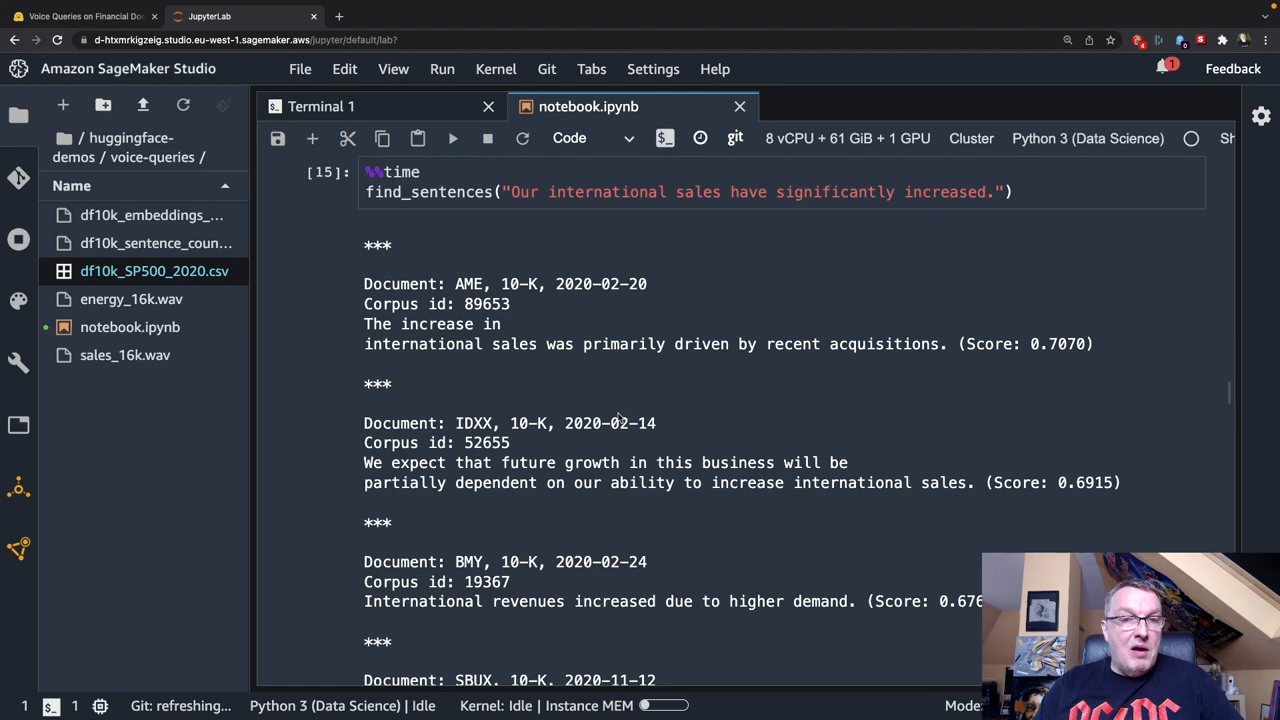 Voice Queries on Financial Doc
JupyterLab
d-htxmrkigzeig.studio.eu-west-1.sagemaker.aws/jupyter/default/lab?
Amazon SageMaker Studio
File Edit View Run Kernel Git Tabs Settings Help
1
Feedback
Terminal 1
notebook.ipynb
Code
git
8 vCPU + 61 GiB + 1 GPU
Cluster
Python 3 (Data Science)
Sh
/ huggingface-
demos / voice-queries /
Name
df10k_embeddings_...
df10k_sentence_coun...
df10k_SP500_2020.csv
energy_16k.wav
notebook.ipynb
sales_16k.wav
[15]:
%%time
find_sentences("Our international sales have significantly increased.")
***
Document: AME, 10-K, 2020-02-20
Corpus id: 89653
The increase in
international sales was primarily driven by recent acquisitions. (Score: 0.7070)
***
Document: IDXX, 10-K, 2020-02-14
Corpus id: 52655
We expect that future growth in this business will be
partially dependent on our ability to increase international sales. (Score: 0.6915)
***
Document: BMY, 10-K, 2020-02-24
Corpus id: 19367
International revenues increased due to higher demand. (Score: 0.676
***
Document: SBUX, 10-K, 2020-11-12
1
1
Git: refreshing...
Python 3 (Data Science) | Idle
Kernel: Idle | Instance MEM
Mode